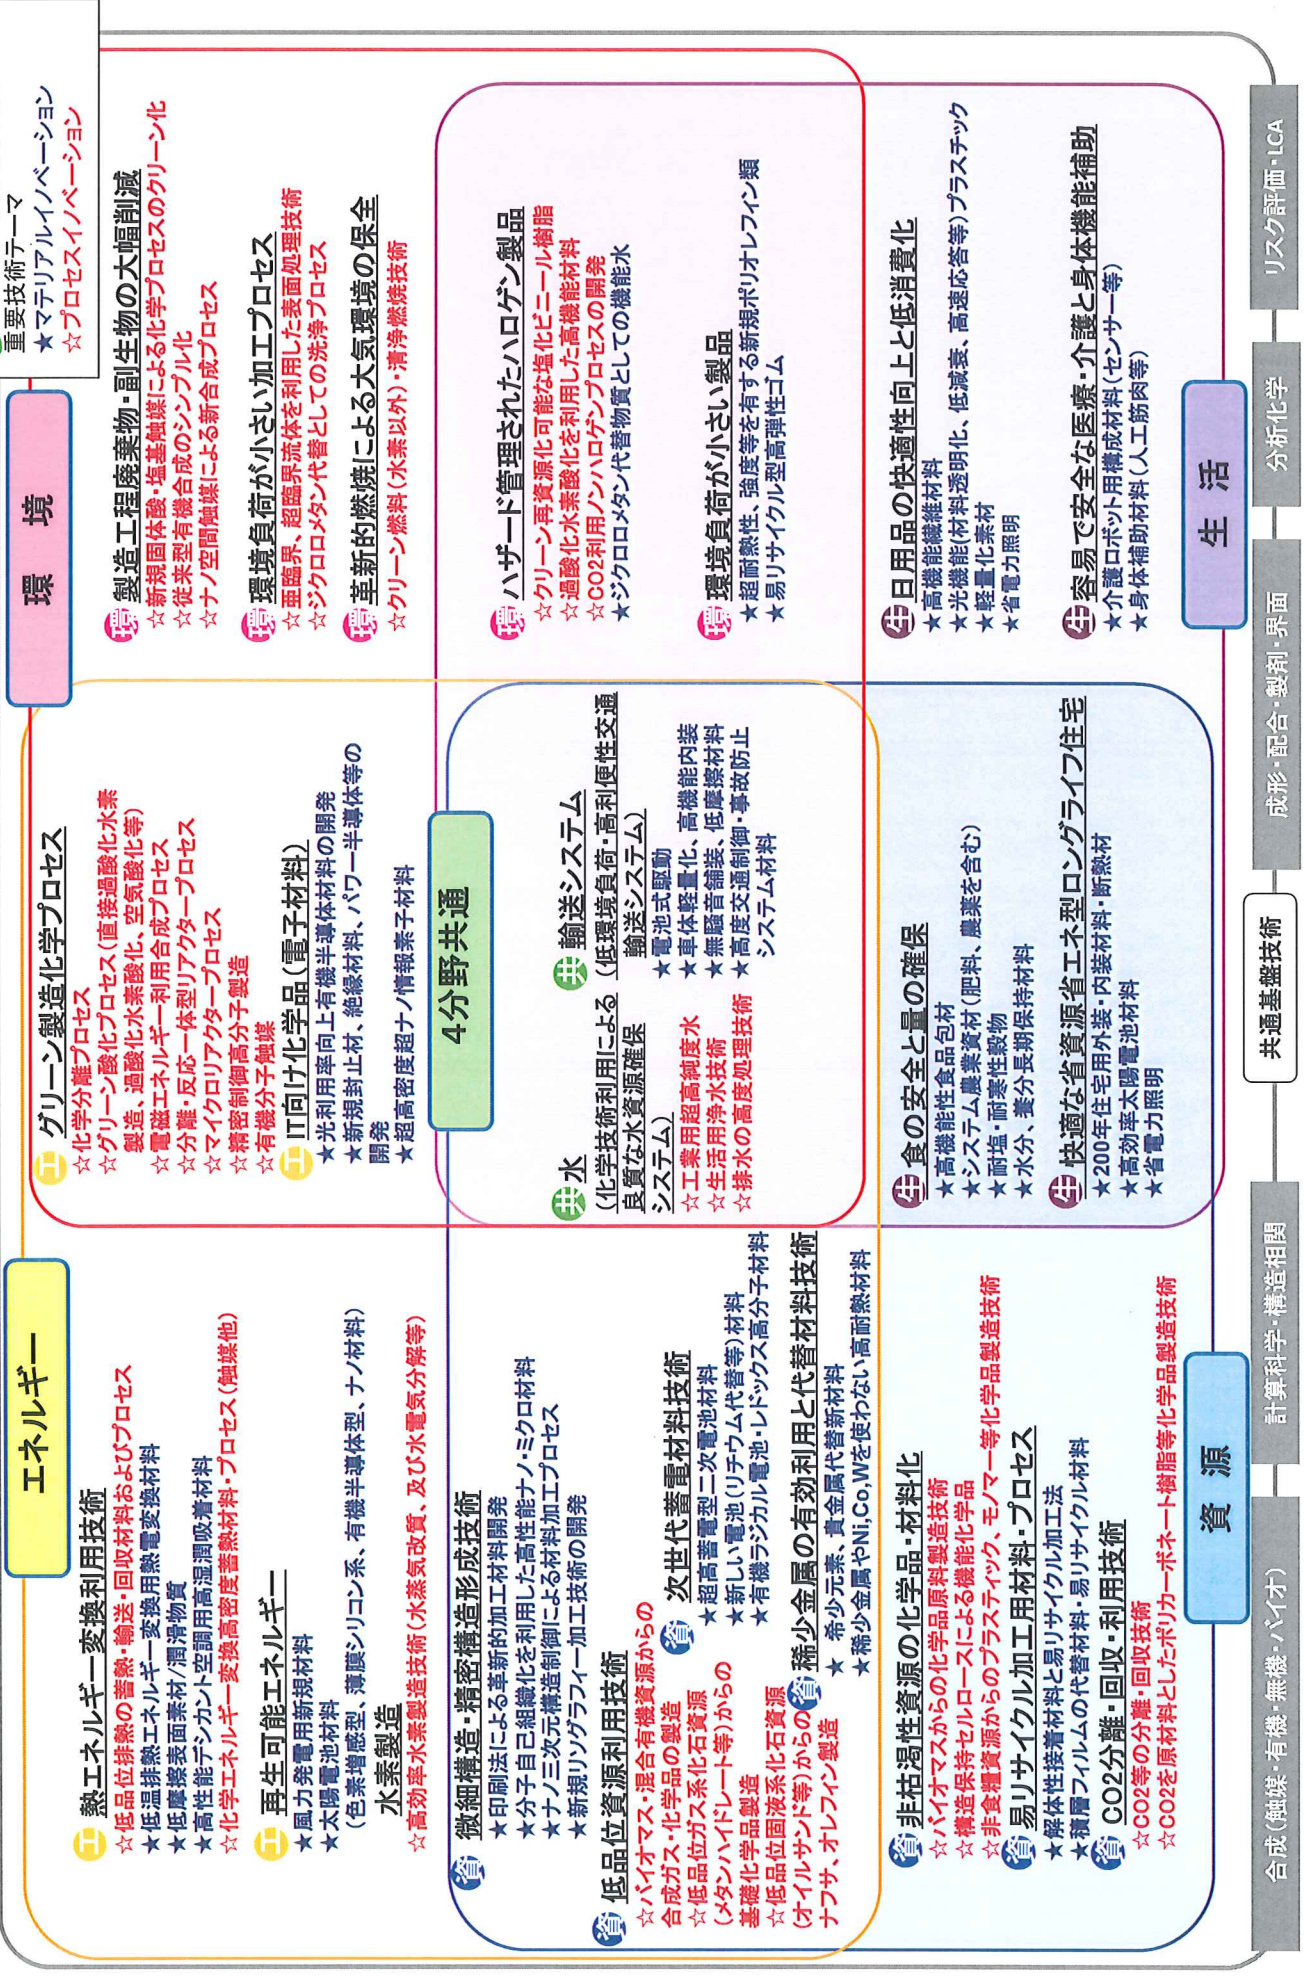 重要技術テーマ
★マテリアルイノベーション
☆プロセスイノベーション
エネルギー
環 境
工 熱エネルギー変換利用技術
☆低品位排熱の蓄熱・輸送・回収材料およびプロセス
★低温排熱エネルギー変換用熱電変換材料
★低摩擦表面素材/潤滑物質
★高性能デシカント空調用高湿潤吸着材料
☆化学エネルギー変換高密度蓄熱材料・プロセス(触媒他)
工 再生可能エネルギー
★風力発電用新規材料
★太陽電池材料
(色素増感型、薄膜シリコン系、有機半導体型、ナノ材料)
水素製造
☆高効率水素製造技術(水蒸気改質、及び水電気分解等)
工 グリーン製造化学プロセス
☆化学分離プロセス
☆グリーン酸化プロセス(直接過酸化水素
製造、過酸化水素酸化、空気酸化等)
☆電磁エネルギー利用合成プロセス
☆分離・反応一体型リアクタープロセス
☆マイクロリアクタープロセス
☆精密制御高分子製造
☆有機分子触媒
工 IT向け化学品(電子材料)
★光利用率向上有機半導体材料の開発
★新規封止材、絶縁材料、パワー半導体等の
開発
★超高密度超ナノ情報素子材料
環 製造工程廃棄物・副生物の大幅削減
☆新規固体酸・塩基触媒による化学プロセスのクリーン化
☆従来型有機合成のシンプル化
☆ナノ空間触媒による新合成プロセス
環 環境負荷が小さい加工プロセス
☆亜臨界、超臨界流体を利用した表面処理技術
☆ジクロメタン代替としての洗浄プロセス
環 革新的燃焼による大気環境の保全
☆クリーン燃料(水素以外)・清浄燃焼技術
資 微細構造・精密構造形成技術
★印刷法による革新的加工材料開発
★分子自己組織化を利用した高性能ナノ・ミクロ材料
★ナノ三次元構造制御による材料加工プロセス
★新規リソグラフィー加工技術の開発
資 低品位資源利用技術
☆バイオマス・混合有機資源からの
合成ガス・化学品の製造
☆低品位ガス系化石資源
(メタンハイドレート等)からの
基礎化学品製造
☆低品位固液系化石資源
(オイルサンド等)からの
ナフサ、オレフィン製造
資 次世代蓄電材料技術
★超高蓄電型二次電池材料
★新しい電池(リチウム代替等)材料
★有機ラジカル電池・レドックス高分子材料
資 稀少金属の有効利用と代替材料技術
★ 希少元素、貴金属代替新材料
★稀少金属やNi,Co,Wを使わない高耐熱材料
4分野共通
共 水
(化学技術利用による
良質な水資源確保
システム)
☆工業用超高純度水
☆生活用浄水技術
☆排水の高度処理技術
共 輸送システム
(低環境負荷・高利便性交通
輸送システム)
★電池式駆動
★車体軽量化、高機能内装
★無騒音舗装、低摩擦材料
★高度交通制御・事故防止
システム材料
環 ハザード管理されたハロゲン製品
☆クリーン再資源化可能な塩化ビニール樹脂
☆過酸化水素酸化を利用した高機能材料
☆CO2利用ノンハロゲンプロセスの開発
★ジクロロメタン代替物質としての機能水
環 環境負荷が小さい製品
★超耐熱性、強度等を有する新規ポリオレフィン類
★易リサイクル型高弾性ゴム
資 非枯渇性資源の化学品・材料化
☆バイオマスからの化学品原料製造技術
☆構造保持セルロースによる機能化学品
☆非食糧資源からのプラスティック、モノマー等化学品製造技術
資 易リサイクル加工用材料・プロセス
★解体性接着材料と易リサイクル加工法
★積層フィルムの代替材料・易リサイクル材料
資 CO2分離・回収・利用技術
☆CO2等の分離・回収技術
☆CO2を原材料としたポリカーボネート樹脂等化学品製造技術
生 食の安全と量の確保
★高機能性食品包材
★システム農業資材(肥料、農薬を含む)
★耐塩・耐寒性穀物
★水分、養分長期保持材料
生 快適な省資源省エネ型ロングライフ住宅
★200年住宅用外装・内装材料・断熱材
★高効率太陽電池材料
★省電力照明
生 日用品の快適性向上と低消費化
★高機能繊維材料
★光機能(材料透明化、低減衰、高速応答等)プラスチック
★軽量化素材
★省電力照明
生 容易で安全な医療・介護と身体機能補助
★介護ロボット用構成材料(センサー等)
★身体補助材料(人工筋肉等)
資 源
生 活
合成(触媒・有機・無機・バイオ)
計算科学・構造相関
共通基盤技術
成形・配合・製剤・界面
分析化学
リスク評価・LCA